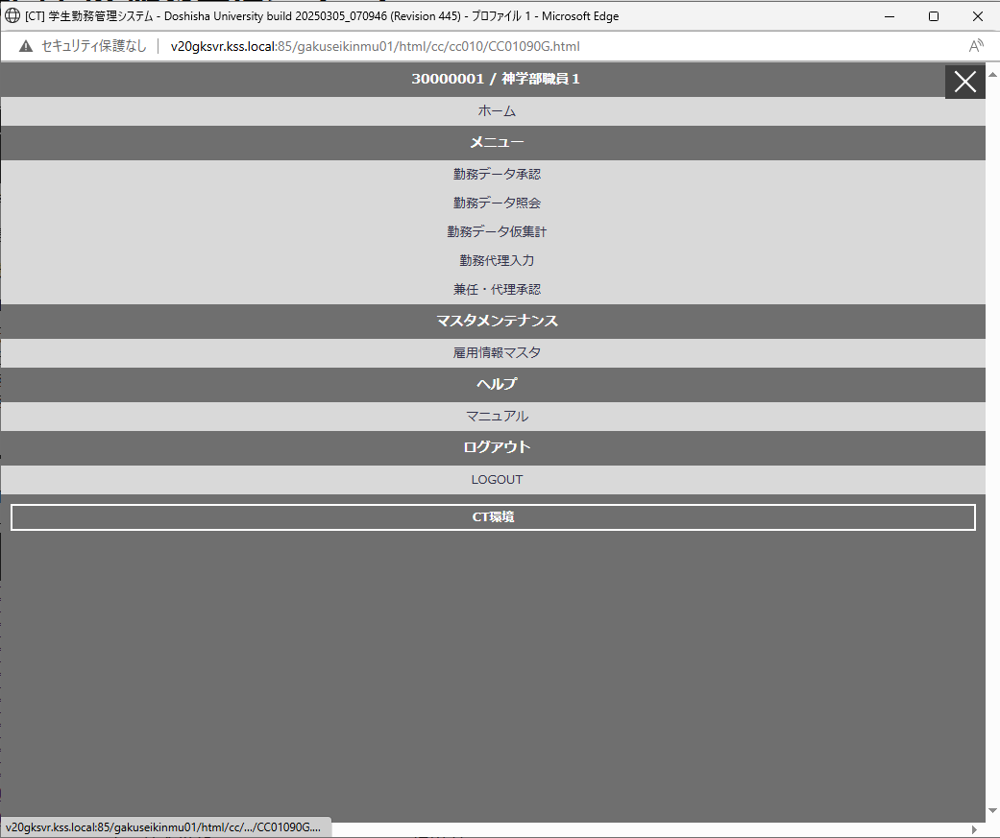 [CT] 学生勤務管理システム - Doshisha University build 20250305_070946 (Revision 445) - プロファイル 1 - Microsoft Edge
セキュリティ保護なし
v20gksvr.kss.local:85/gakuseikinmu01/html/cc/cc010/CC01090G.html
30000001 / 神学部職員１
ホーム
メニュー
勤務データ承認
勤務データ照会
勤務データ仮集計
勤務代理入力
兼任・代理承認
マスタメンテナンス
雇用情報マスタ
ヘルプ
マニュアル
ログアウト
LOGOUT
CT環境
v20gksvr.kss.local:85/gakuseikinmu01/html/cc/.../CC01090G....